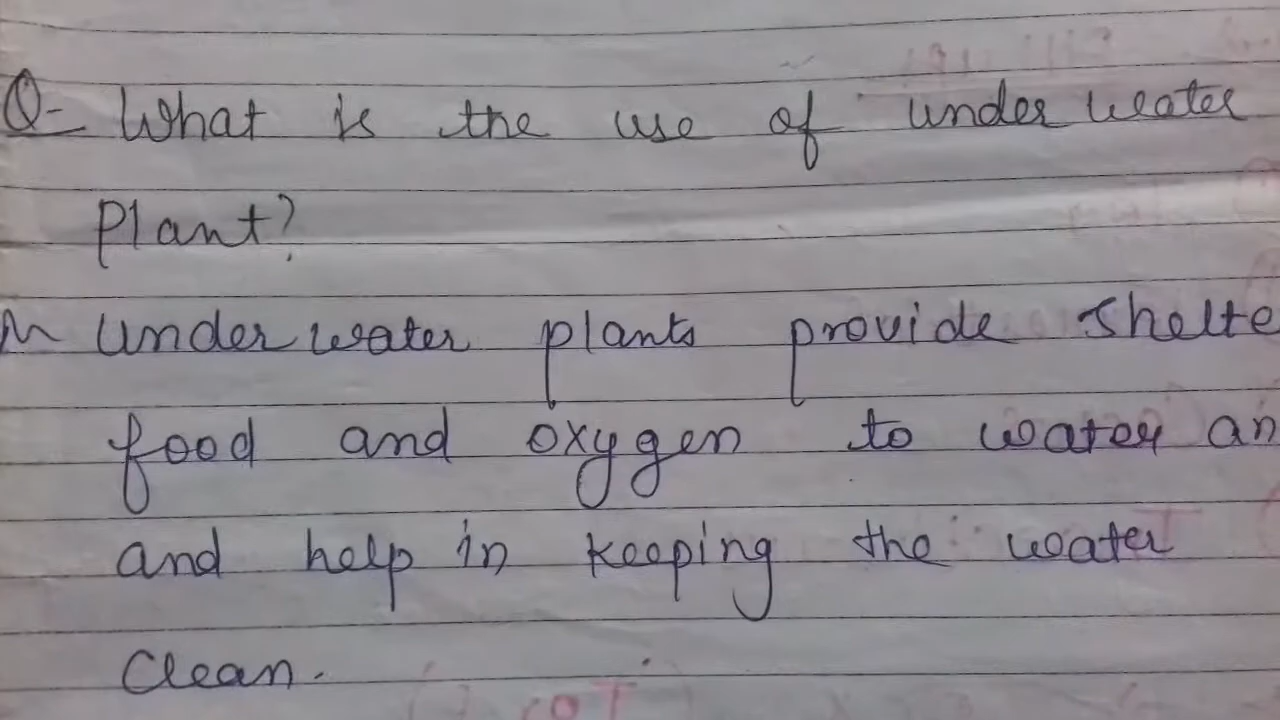 Q- What is the use of under water
Plant?
under water plants provide Shelte
food and oxygen to water an
and help in keeping the water
Clean.